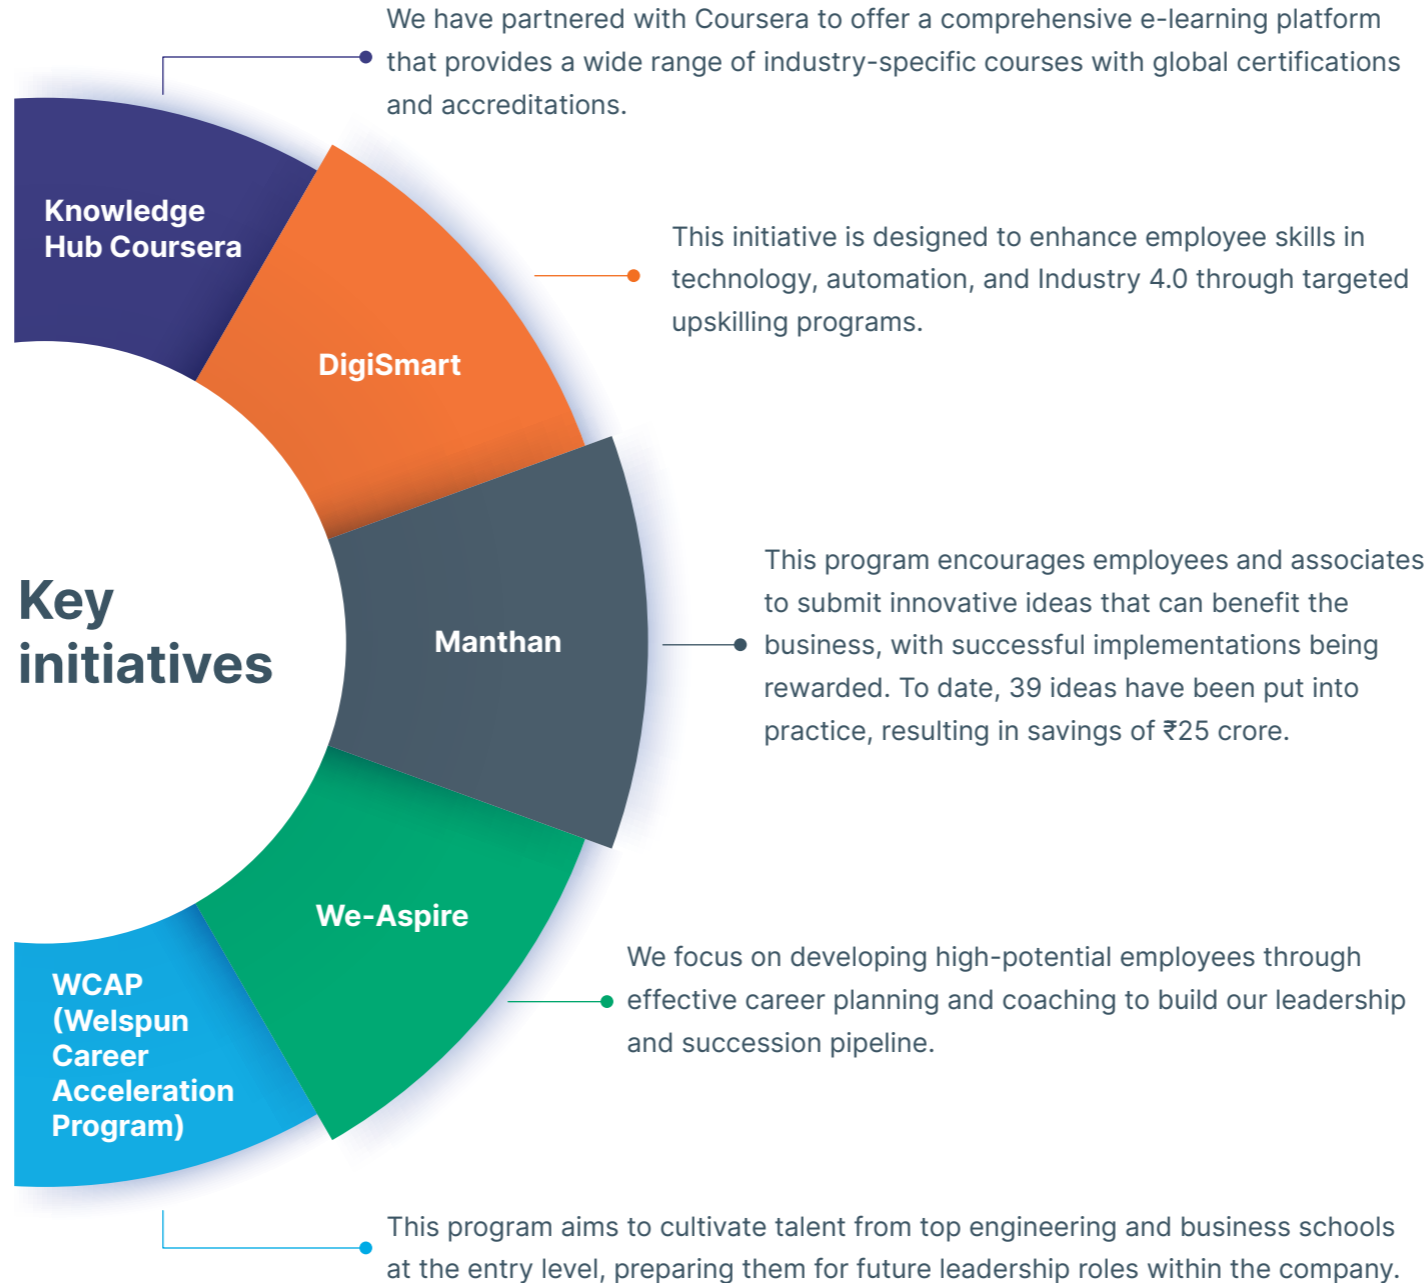 We have partnered with Coursera to offer a comprehensive e-learning platform
that provides a wide range of industry-specific courses with global certifications
and accreditations.
Knowledge
Hub Coursera
This initiative is designed to enhance employee skills in
technology, automation, and Industry 4.0 through targeted
upskilling programs.
DigiSmart
Key
initiatives
Manthan
This program encourages employees and associates
to submit innovative ideas that can benefit the
business, with successful implementations being
rewarded. To date, 39 ideas have been put into
practice, resulting in savings of ₹25 crore.
We-Aspire
We focus on developing high-potential employees through
effective career planning and coaching to build our leadership
and succession pipeline.
WCAP
(Welspun
Career
Acceleration
Program)
This program aims to cultivate talent from top engineering and business schools
at the entry level, preparing them for future leadership roles within the company.